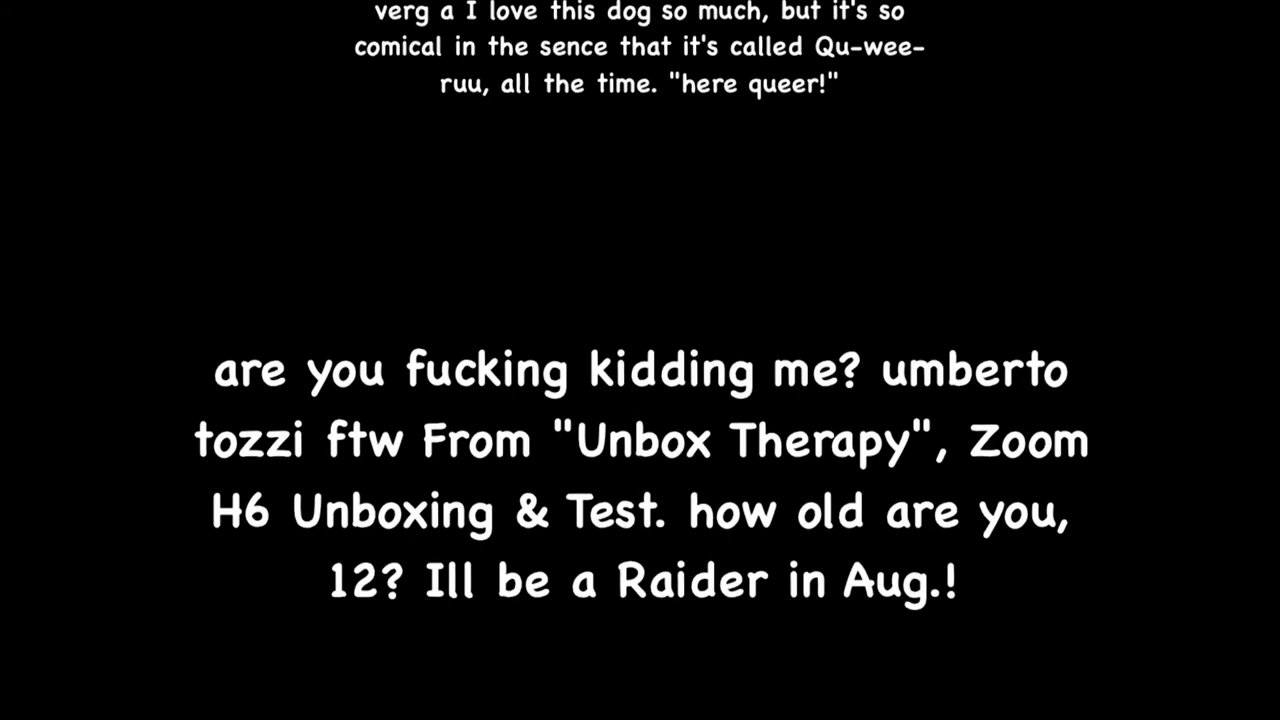 verg a I love this dog so much, but it's so
comical in the sence that it's called Qu-wee-
ruu, all the time. "here queer!"
are you fucking kidding me? umberto
tozzi ftw From "Unbox Therapy", Zoom
H6 Unboxing & Test. how old are you,
12? Ill be a Raider in Aug.!